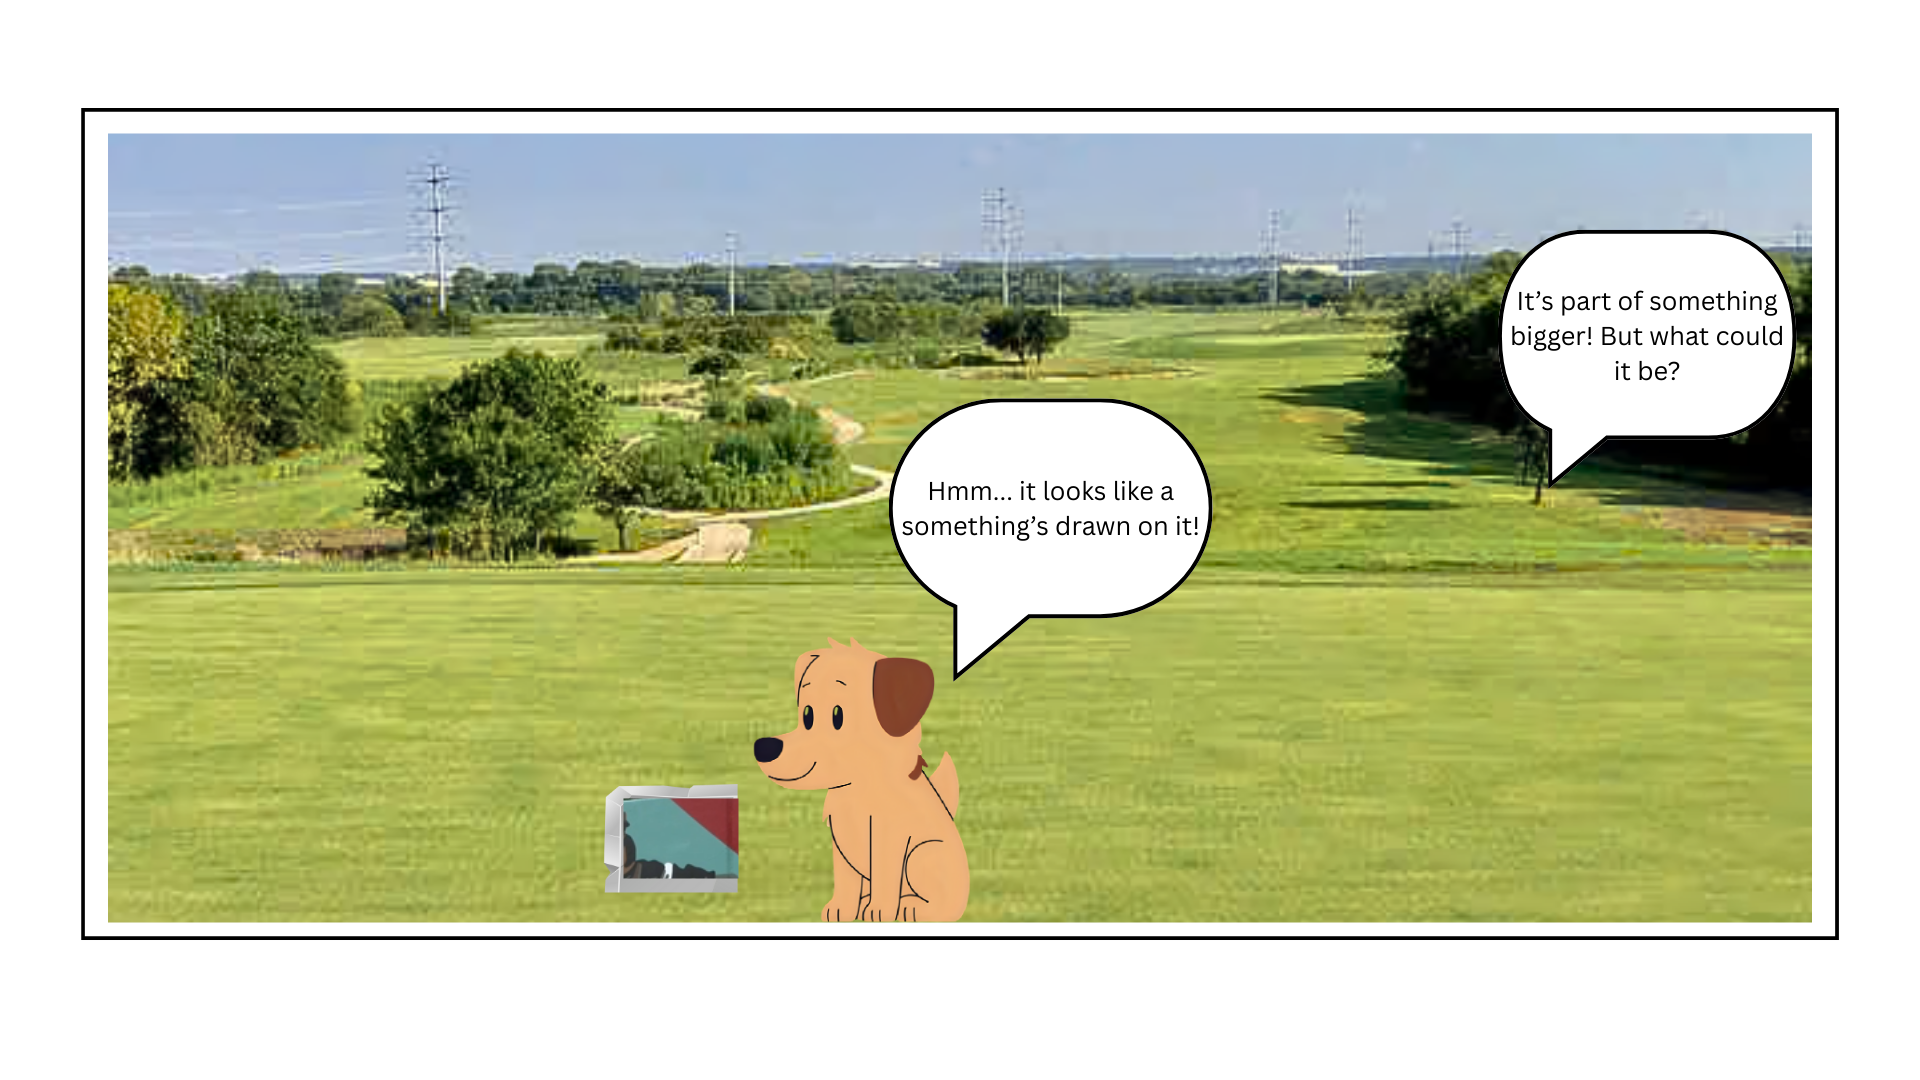 Hmm... it looks like a
something’s drawn on it!
It’s part of something
bigger! But what could
it be?